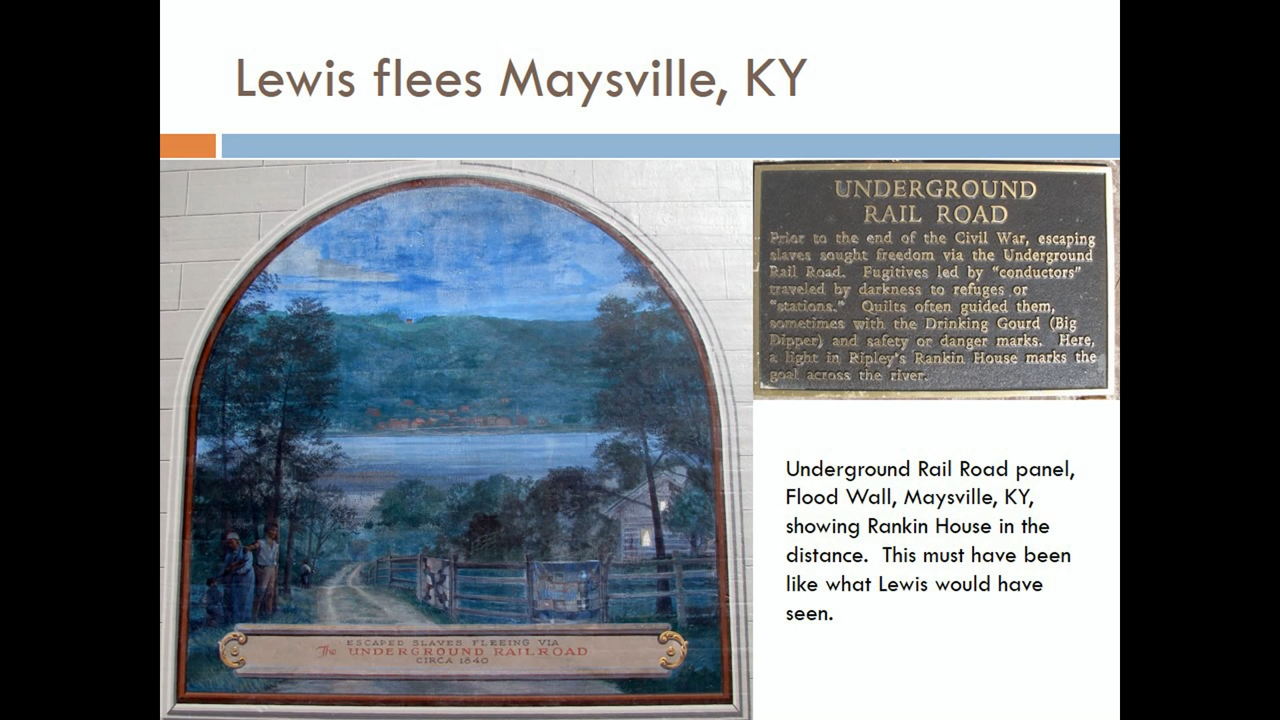 Lewis flees Maysville, KY
UNDERGROUND
RAIL ROAD
Prior to the end of the Civil War, escaping
slaves sought freedom via the Underground
Rail Road. Fugitives led by "conductors"
traveled by darkness to refuges or
"stations." Quilts often guided them,
sometimes with the Drinking Gourd (Big
Dipper) and safety or danger marks. Here,
a light in Ripley's Rankin House marks the
goal across the river.
Underground Rail Road panel,
Flood Wall, Maysville, KY,
showing Rankin House in the
distance. This must have been
like what Lewis would have
seen.
ESCAPED SLAVES FLEEING VIA
The UNDERGROUND RAILROAD
CIRCA 1840